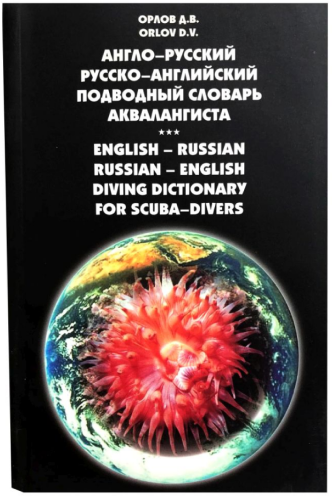 ОРЛОВ Д.В.
ORLOV D.V.
АНГЛО–РУССКИЙ
РУССКО–АНГЛИЙСКИЙ
ПОДВОДНЫЙ СЛОВАРЬ
АКВАЛАНГИСТА
***
ENGLISH – RUSSIAN
RUSSIAN – ENGLISH
DIVING DICTIONARY
FOR SCUBA–DIVERS